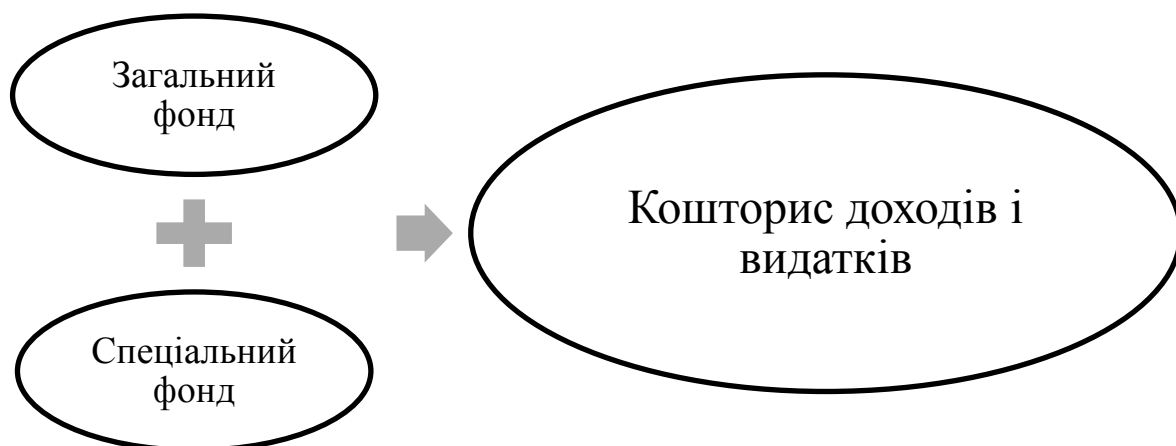 Загальний
фонд
Спеціальний
фонд
Кошторис доходів і
видатків